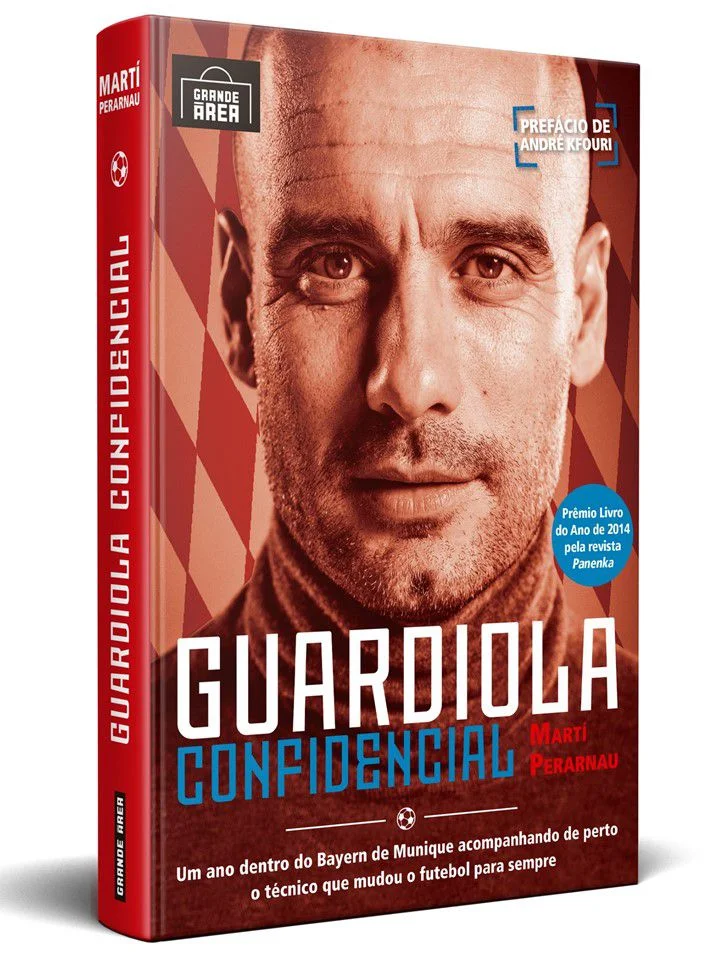 MARTÍ
PERARNAU
GUARDIOLA CONFIDENCIAL
GRANDE ÁREA
GRANDE
ÁREA
PREFÁCIO DE
ANDRÉ KFOURI
Prêmio Livro
do Ano de 2014
pela revista
Panenka
GUARDIOLA
CONFIDENCIAL
MARTÍ
PERARNAU
Um ano dentro do Bayern de Munique acompanhando de perto
o técnico que mudou o futebol para sempre